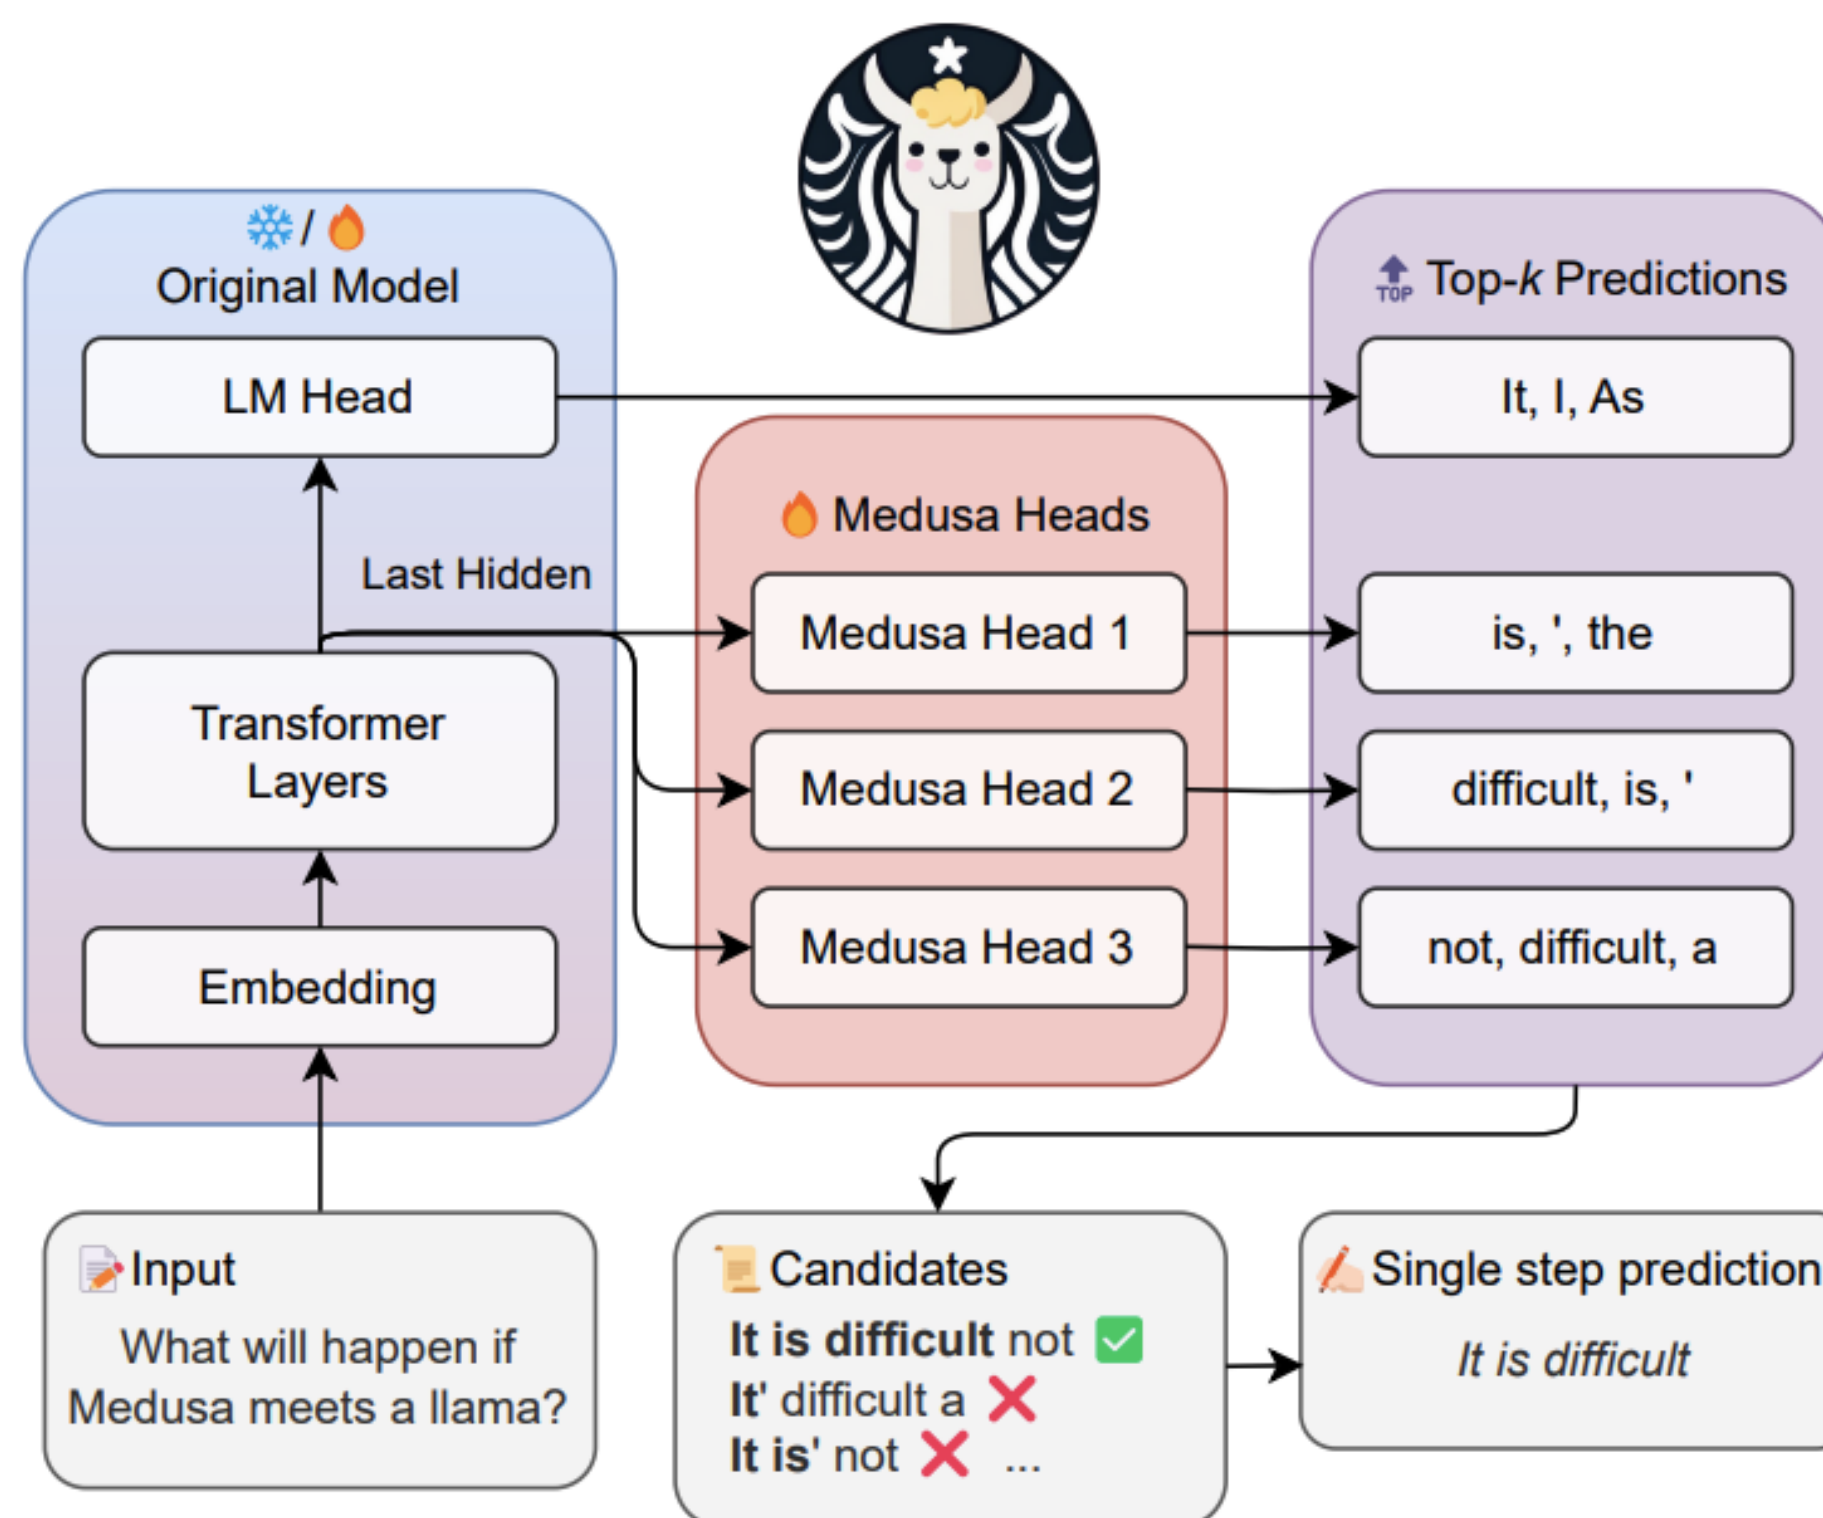 /
Original Model
LM Head
Last Hidden
Transformer
Layers
Embedding
Medusa Heads
Medusa Head 1
Medusa Head 2
Medusa Head 3
TOP Top-k Predictions
It, I, As
is, ', the
difficult, is, '
not, difficult, a
Input
What will happen if
Medusa meets a llama?
Candidates
It is difficult not
It' difficult a
It is' not ...
Single step prediction
It is difficult